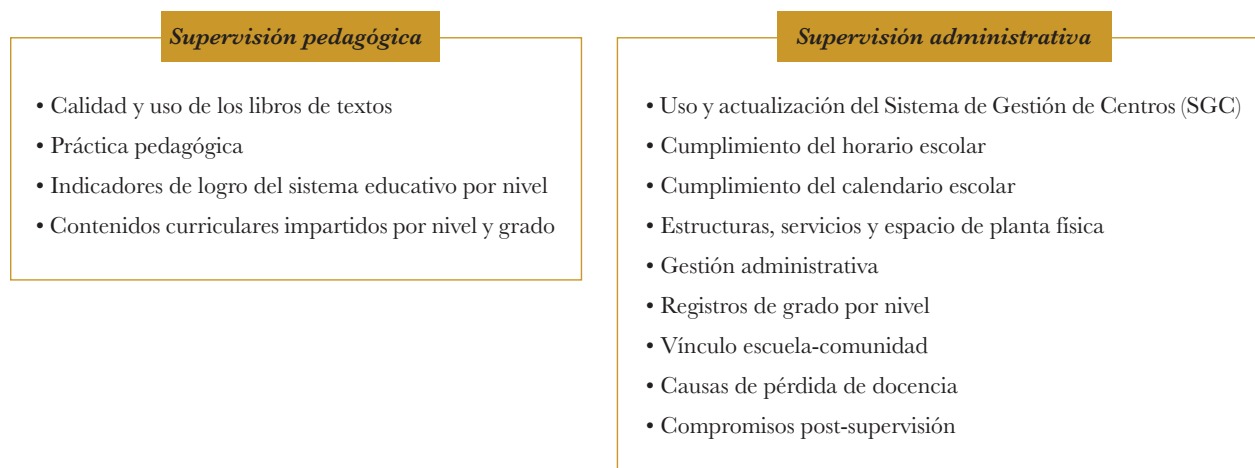 Supervisión pedagógica
• Calidad y uso de los libros de textos
• Práctica pedagógica
• Indicadores de logro del sistema educativo por nivel
• Contenidos curriculares impartidos por nivel y grado
Supervisión administrativa
• Uso y actualización del Sistema de Gestión de Centros (SGC)
• Cumplimiento del horario escolar
• Cumplimiento del calendario escolar
• Estructuras, servicios y espacio de planta física
• Gestión administrativa
• Registros de grado por nivel
• Vínculo escuela-comunidad
• Causas de pérdida de docencia
• Compromisos post-supervisión